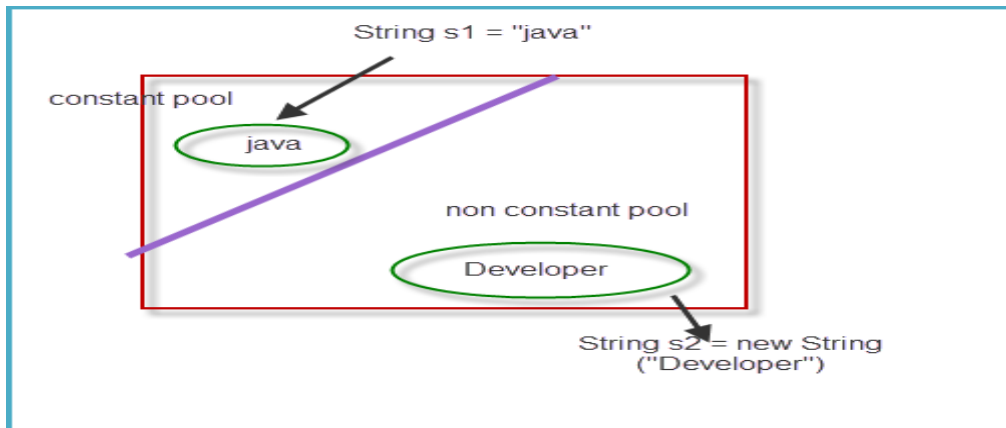 String s1 = "java"
constant pool
java
non constant pool
Developer
String s2 = new String
("Developer")